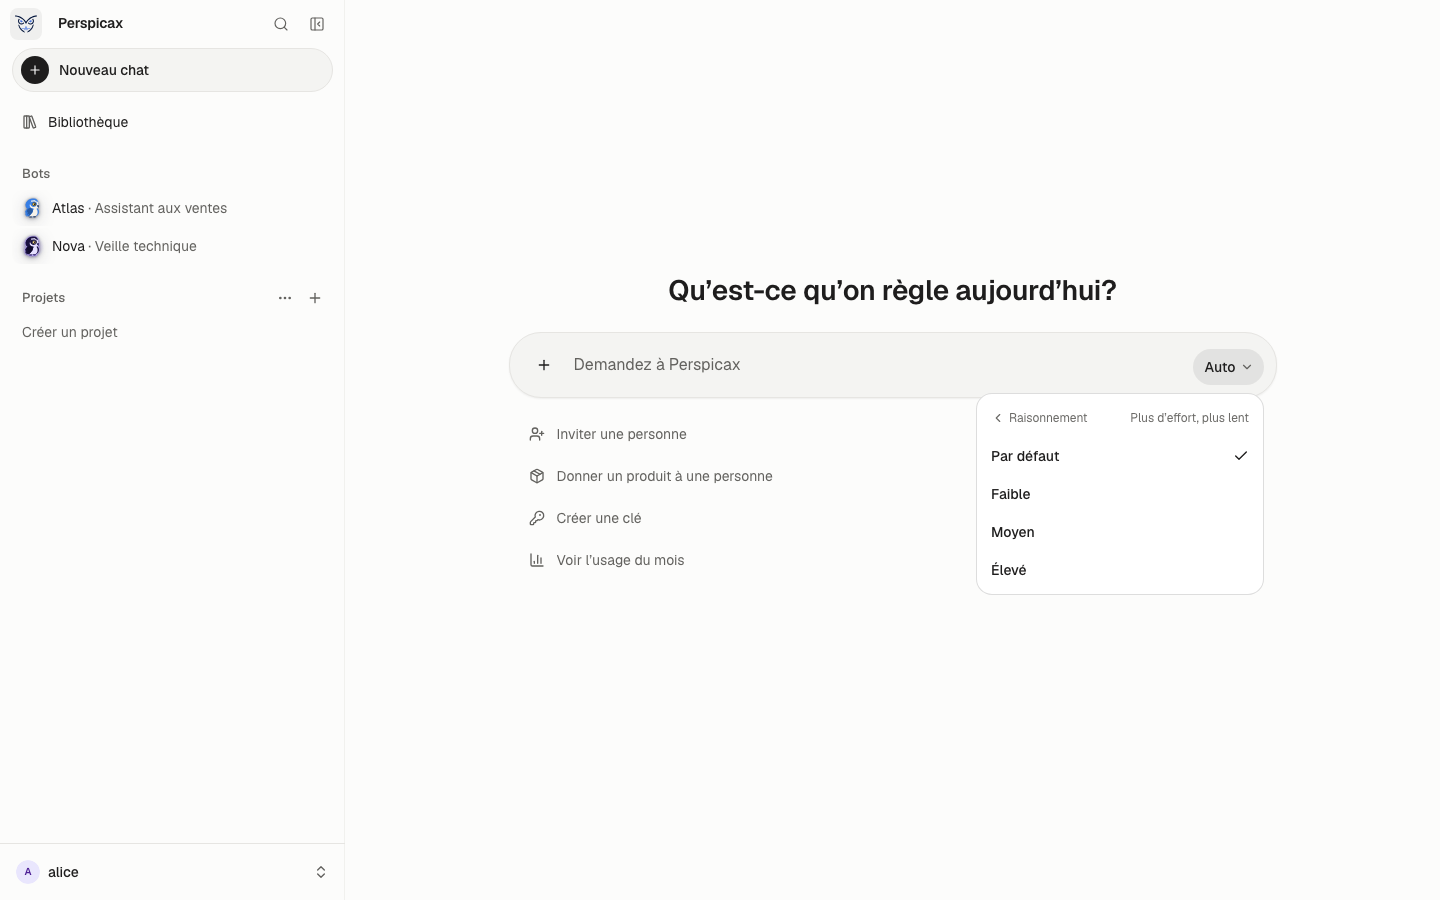 Perspicax
Nouveau chat
Bibliothèque
Bots
Atlas · Assistant aux ventes
Nova · Veille technique
Projets
Créer un projet
A
alice
Qu’est-ce qu’on règle aujourd’hui?
Demandez à Perspicax
Auto
Inviter une personne
Donner un produit à une personne
Créer une clé
Voir l’usage du mois
Raisonnement Plus d’effort, plus lent
Par défaut
Faible
Moyen
Élevé